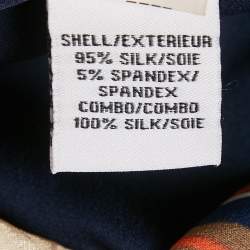 SHELL/EXTERIEUR
95% SILK/SOIE
5% SPANDEX/
SPANDEX
COMBO/COMBO
100% SILK/SOIE